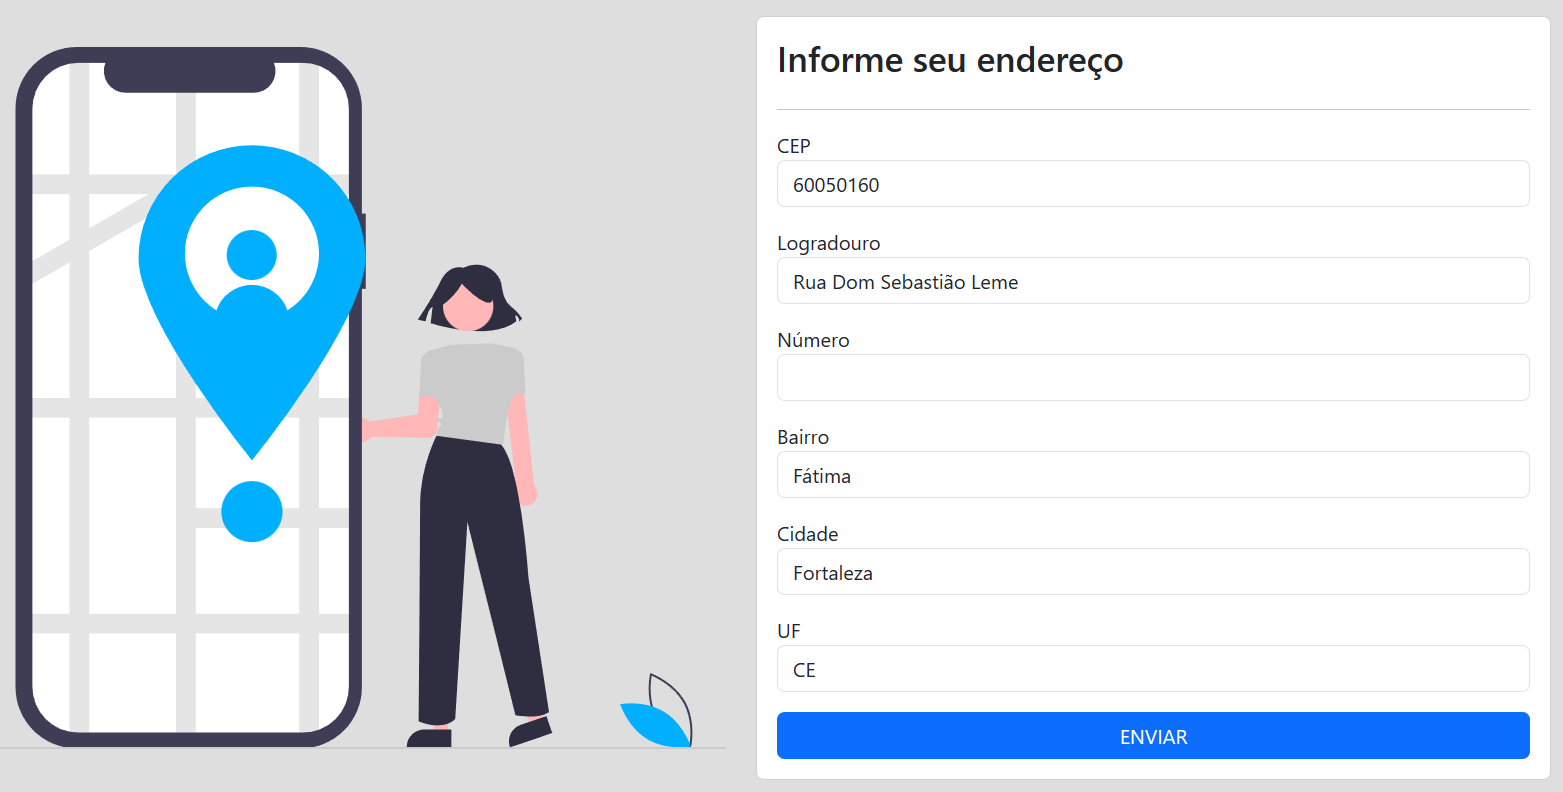 Informe seu endereço
CEP
60050160
Logradouro
Rua Dom Sebastião Leme
Número
Bairro
Fátima
Cidade
Fortaleza
UF
CE
ENVIAR